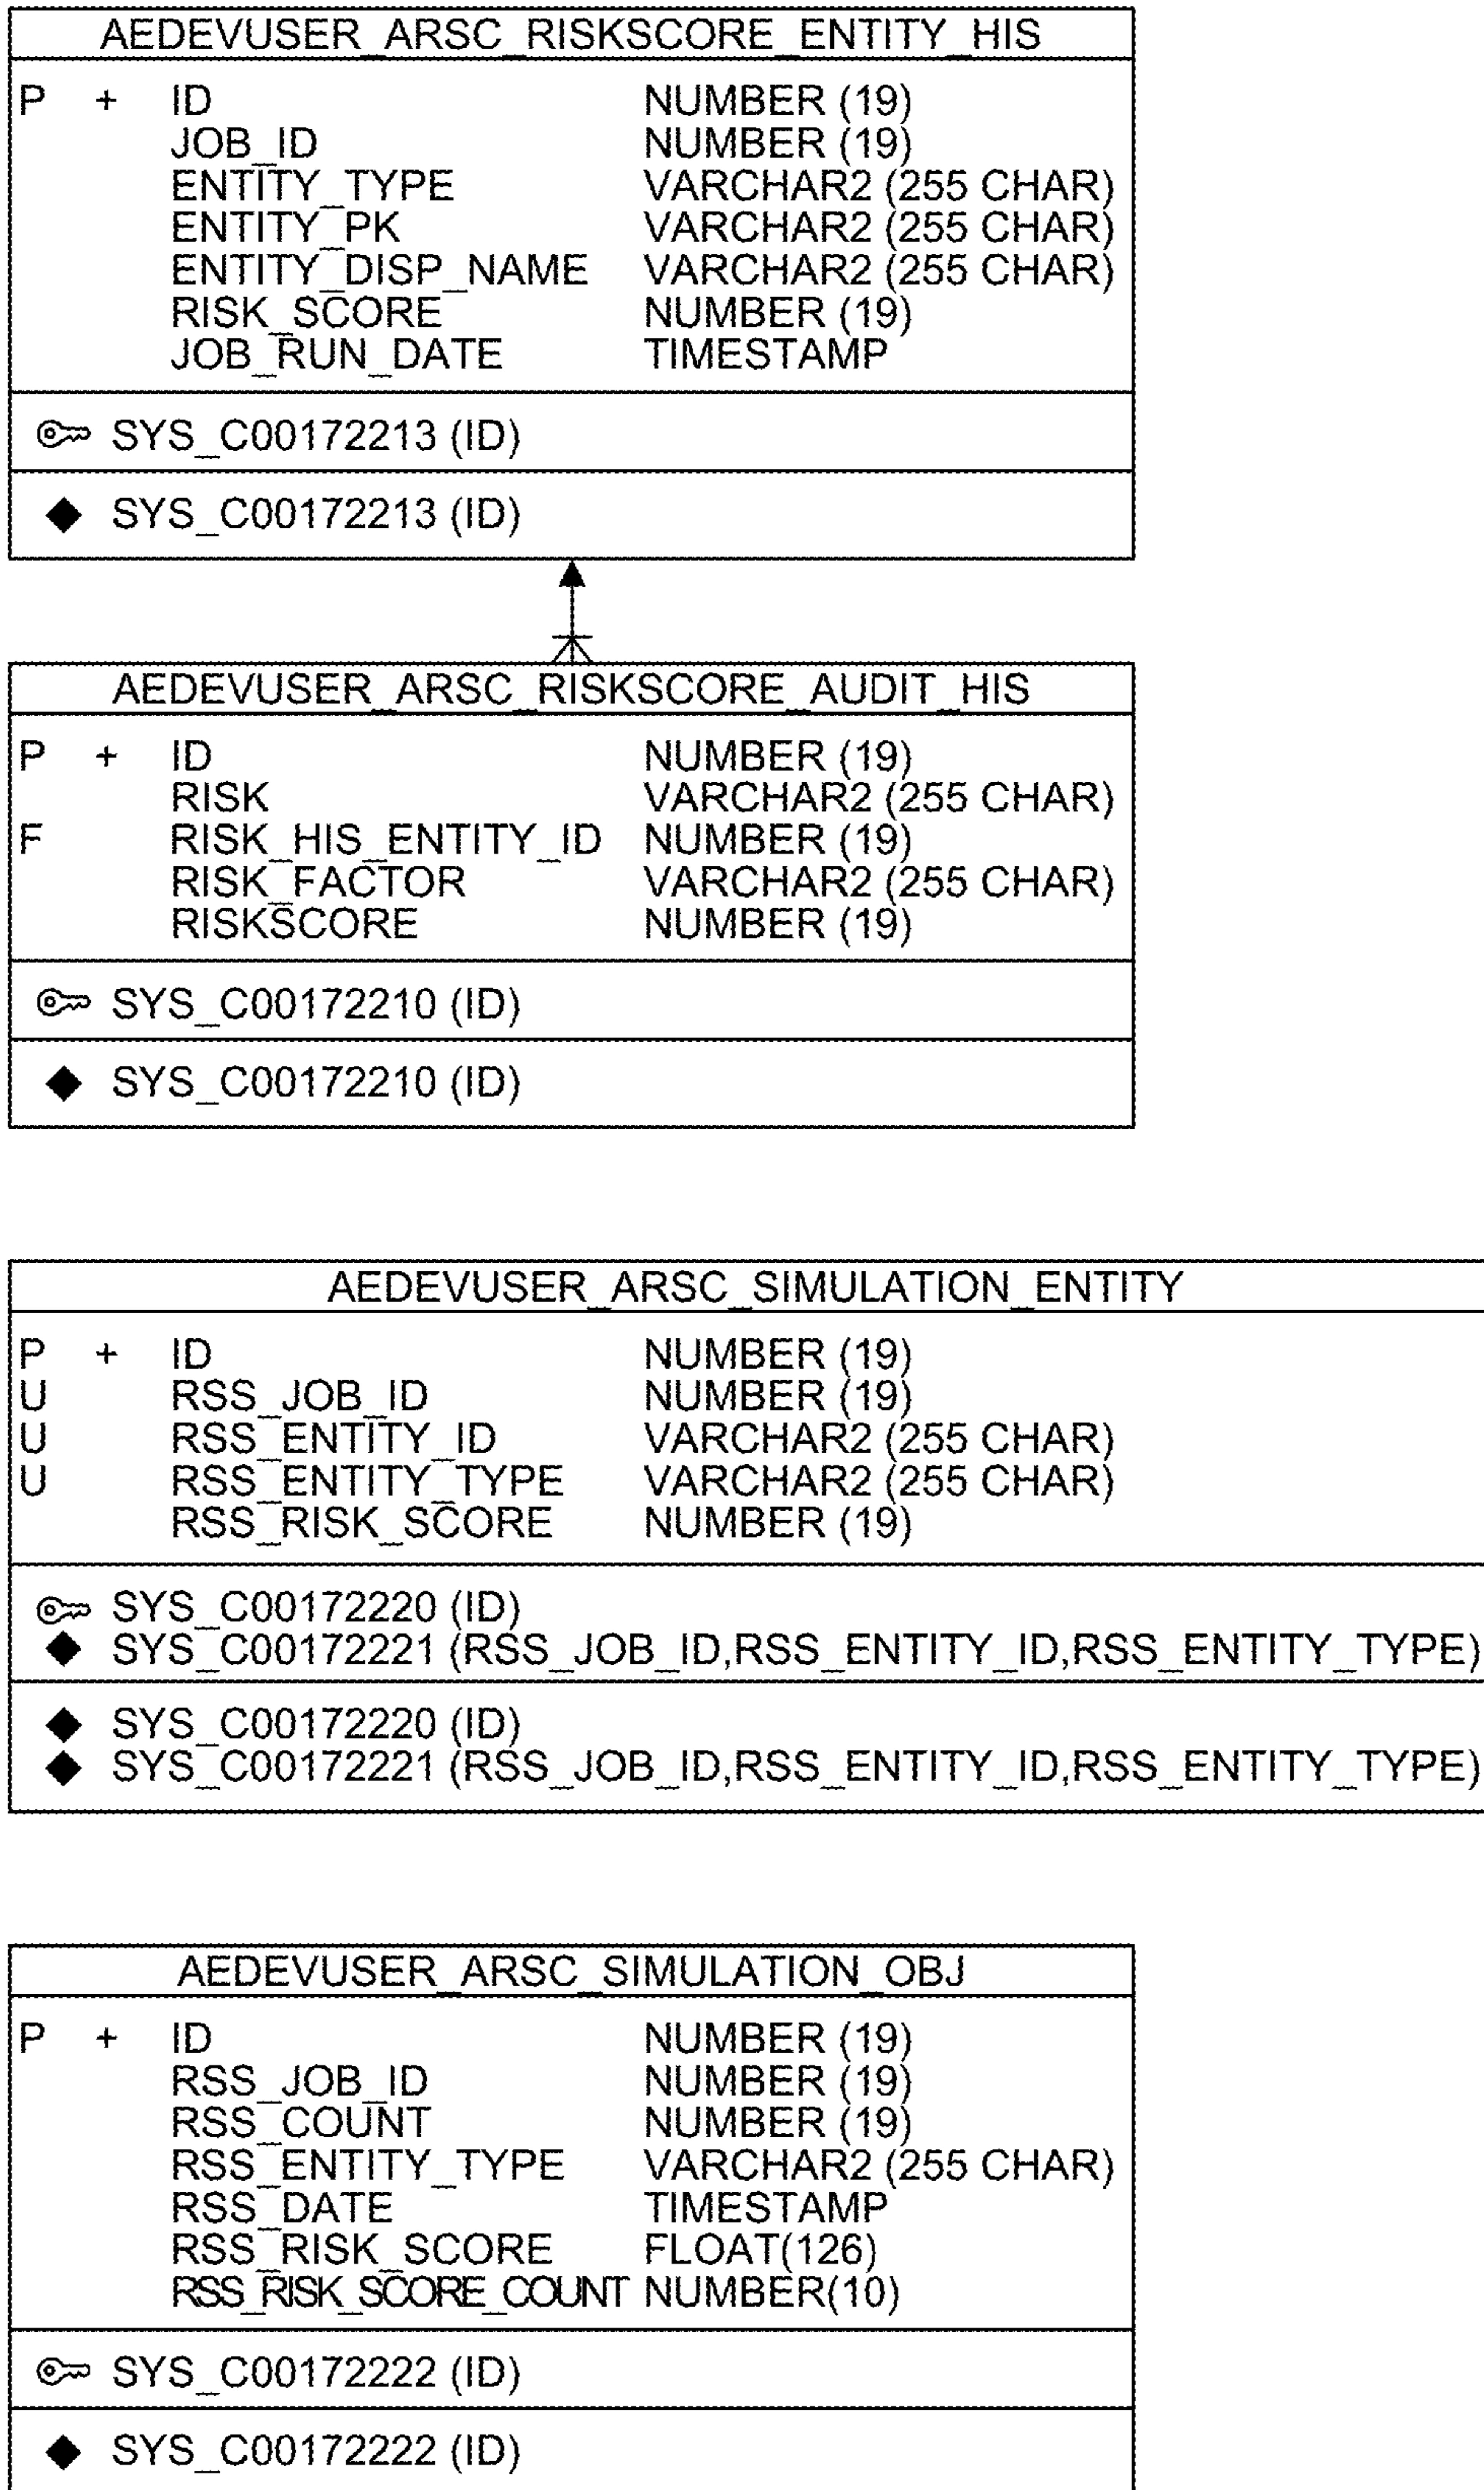 AEDEVUSER_ARSC_RISKSCORE_ENTITY_HIS
P + ID NUMBER (19)
JOB_ID NUMBER (19)
ENTITY_TYPE VARCHAR2 (255 CHAR)
ENTITY_PK VARCHAR2 (255 CHAR)
ENTITY_DISP_NAME VARCHAR2 (255 CHAR)
RISK_SCORE NUMBER (19)
JOB_RUN_DATE TIMESTAMP
SYS_C00172213 (ID)
SYS_C00172213 (ID)
AEDEVUSER_ARSC_RISKSCORE_AUDIT_HIS
P + ID NUMBER (19)
RISK VARCHAR2 (255 CHAR)
F RISK_HIS_ENTITY_ID NUMBER (19)
RISK_FACTOR VARCHAR2 (255 CHAR)
RISKSCORE NUMBER (19)
SYS_C00172210 (ID)
SYS_C00172210 (ID)
AEDEVUSER_ARSC_SIMULATION_ENTITY
P + ID NUMBER (19)
U RSS_JOB_ID NUMBER (19)
U RSS_ENTITY_ID VARCHAR2 (255 CHAR)
U RSS_ENTITY_TYPE VARCHAR2 (255 CHAR)
RSS_RISK_SCORE NUMBER (19)
SYS_C00172220 (ID)
SYS_C00172221 (RSS_JOB_ID,RSS_ENTITY_ID,RSS_ENTITY_TYPE)
SYS_C00172220 (ID)
SYS_C00172221 (RSS_JOB_ID,RSS_ENTITY_ID,RSS_ENTITY_TYPE)
AEDEVUSER_ARSC_SIMULATION_OBJ
P + ID NUMBER (19)
RSS_JOB_ID NUMBER (19)
RSS_COUNT NUMBER (19)
RSS_ENTITY_TYPE VARCHAR2 (255 CHAR)
RSS_DATE TIMESTAMP
RSS_RISK_SCORE FLOAT(126)
RSS_RISK_SCORE_COUNT NUMBER(10)
SYS_C00172222 (ID)
SYS_C00172222 (ID)